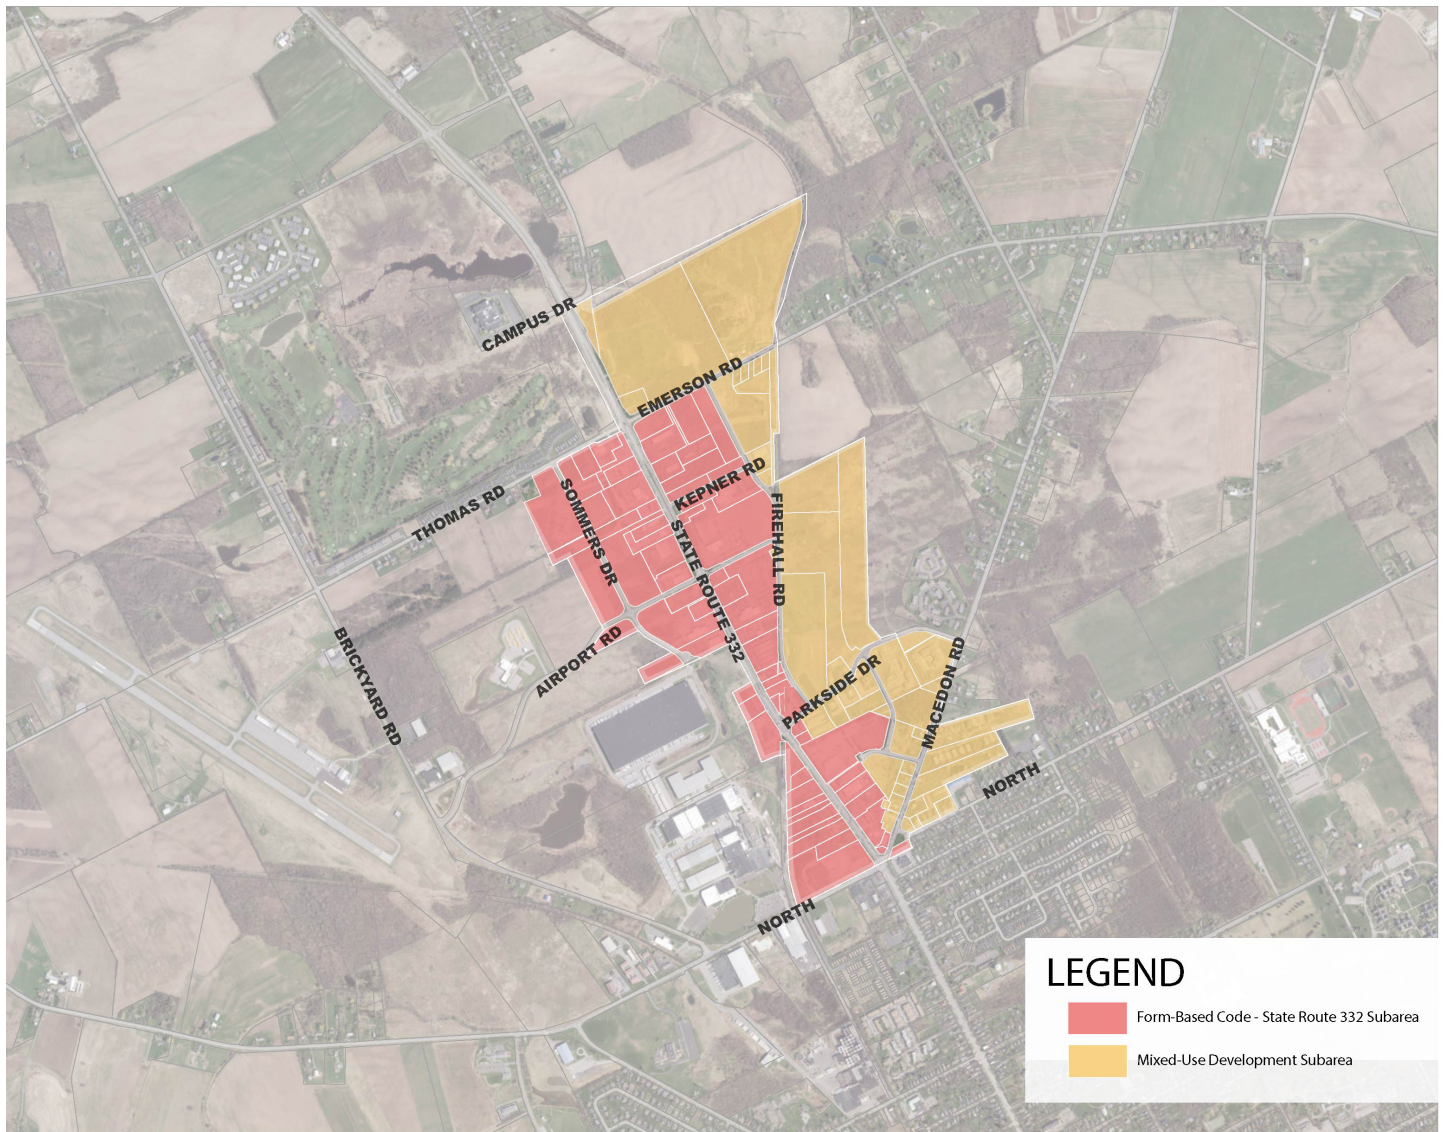 CAMPUS DR
EMERSON RD
KEPNER RD
THOMAS RD
SOMMERS DR
STATE ROUTE 332
FIREHALL RD
AIRPORT RD
BRICKYARD RD
PARKSIDE DR
MACEDON RD
NORTH
NORTH
LEGEND
Form-Based Code - State Route 332 Subarea
Mixed-Use Development Subarea